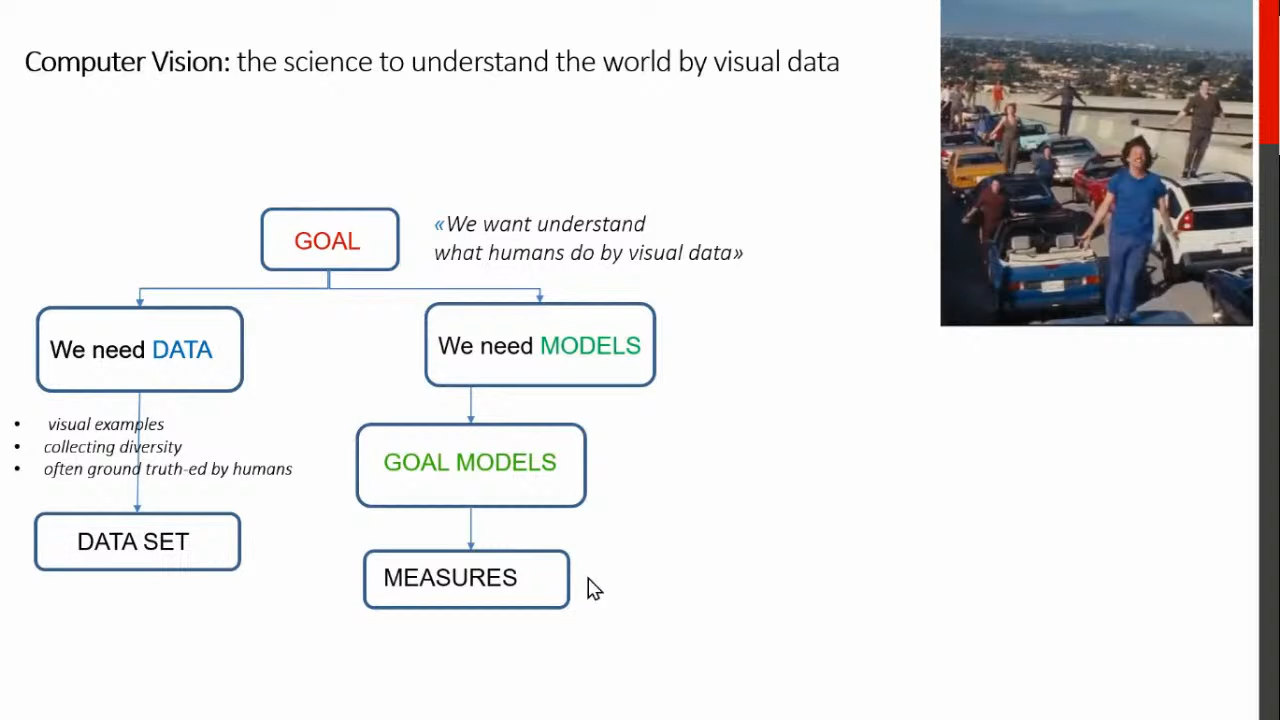 Computer Vision: the science to understand the world by visual data
GOAL
«We want understand
what humans do by visual data»
We need DATA
We need MODELS
• visual examples
• collecting diversity
• often ground truth-ed by humans
GOAL MODELS
DATA SET
MEASURES